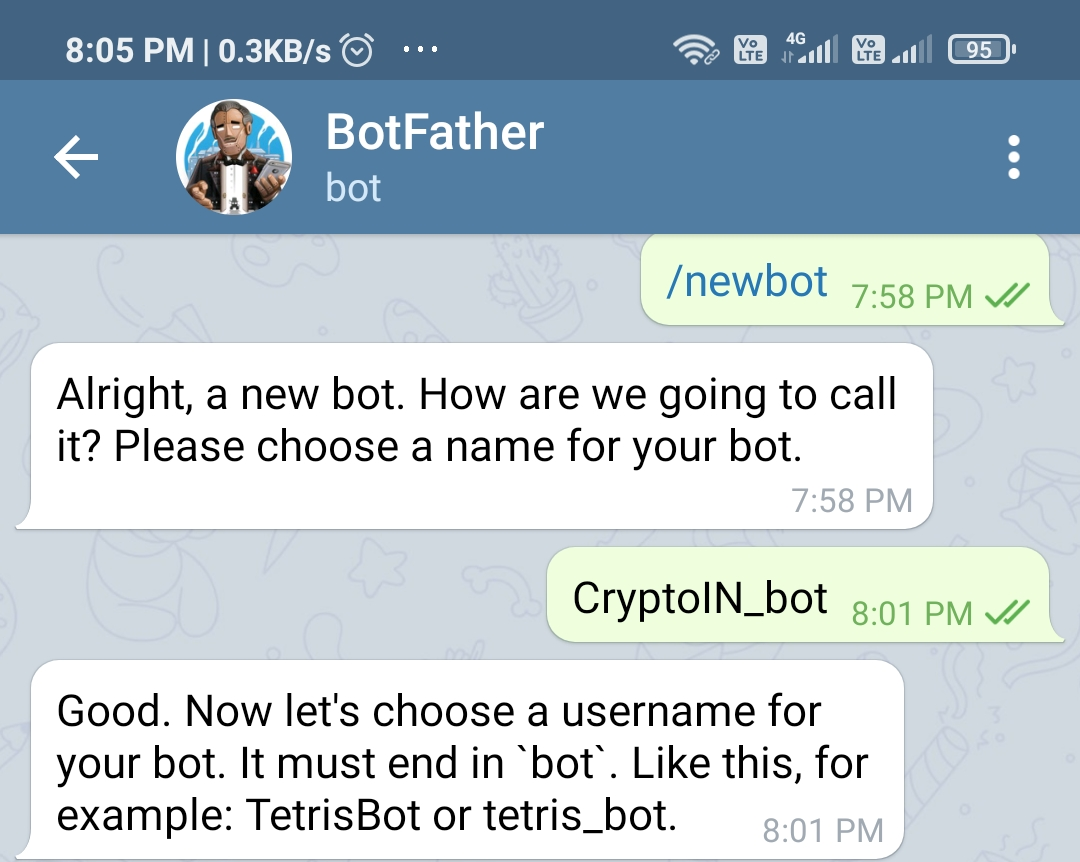 8:05 PM | 0.3KB/s ...
Vo LTE 4G Vo LTE 95
BotFather
bot
/newbot 7:58 PM
Alright, a new bot. How are we going to call
it? Please choose a name for your bot.
7:58 PM
CryptoIN_bot 8:01 PM
Good. Now let's choose a username for
your bot. It must end in `bot`. Like this, for
example: TetrisBot or tetris_bot.
8:01 PM